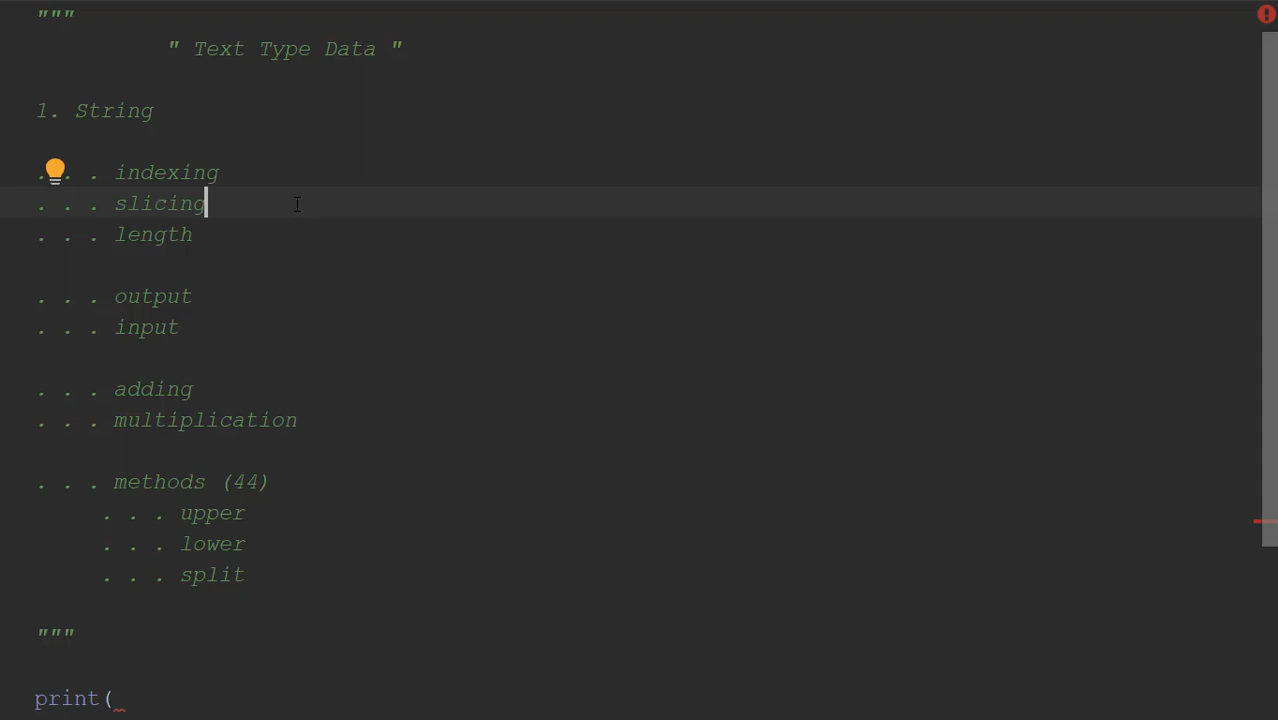 """
" Text Type Data "
1. String
. . . indexing
. . . slicing
. . . length
. . . output
. . . input
. . . adding
. . . multiplication
. . . methods (44)
. . . upper
. . . lower
. . . split
"""
print(